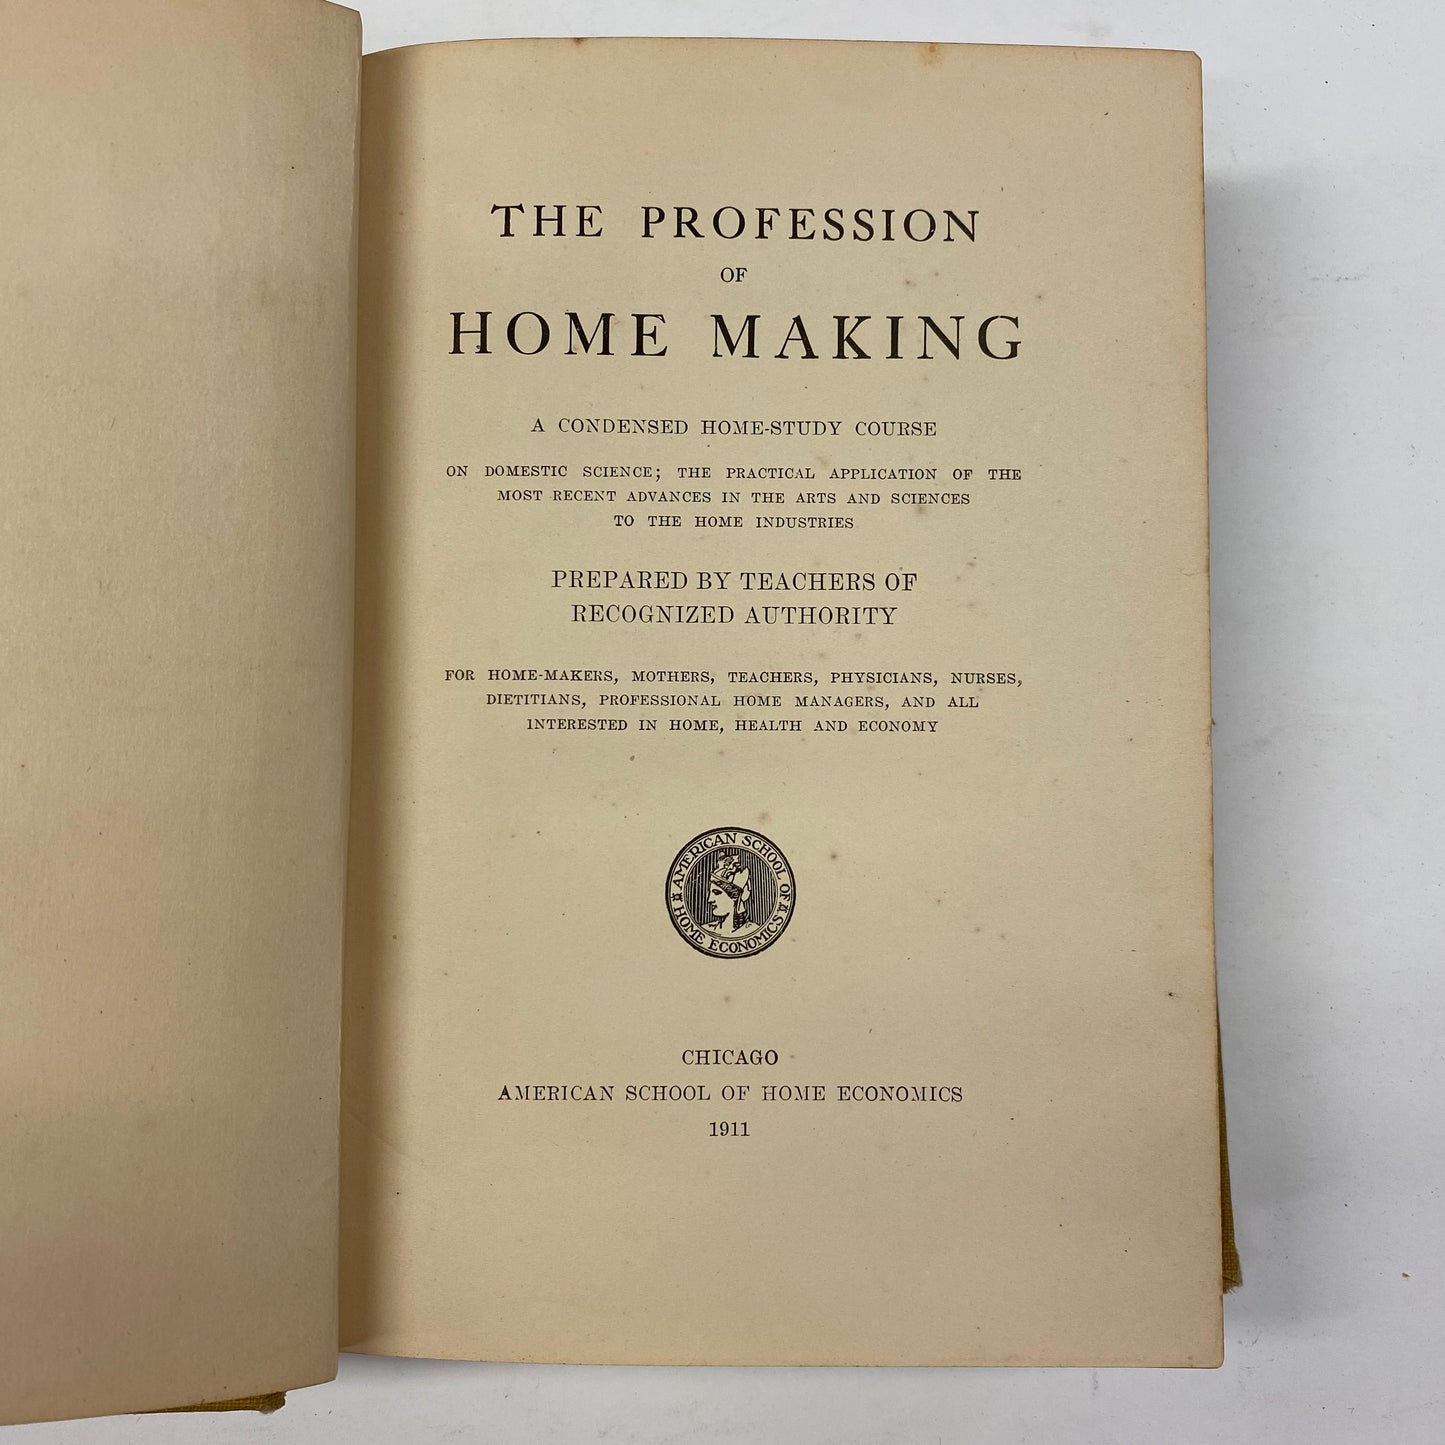 THE PROFESSION
OF
HOME MAKING
A CONDENSED HOME-STUDY COURSE
ON DOMESTIC SCIENCE; THE PRACTICAL APPLICATION OF THE
MOST RECENT ADVANCES IN THE ARTS AND SCIENCES
TO THE HOME INDUSTRIES
PREPARED BY TEACHERS OF
RECOGNIZED AUTHORITY
FOR HOME-MAKERS, MOTHERS, TEACHERS, PHYSICIANS, NURSES,
DIETITIANS, PROFESSIONAL HOME MANAGERS, AND ALL
INTERESTED IN HOME, HEALTH AND ECONOMY
AMERICAN SCHOOL OF
HOME ECONOMICS
CHICAGO
AMERICAN SCHOOL OF HOME ECONOMICS
1911